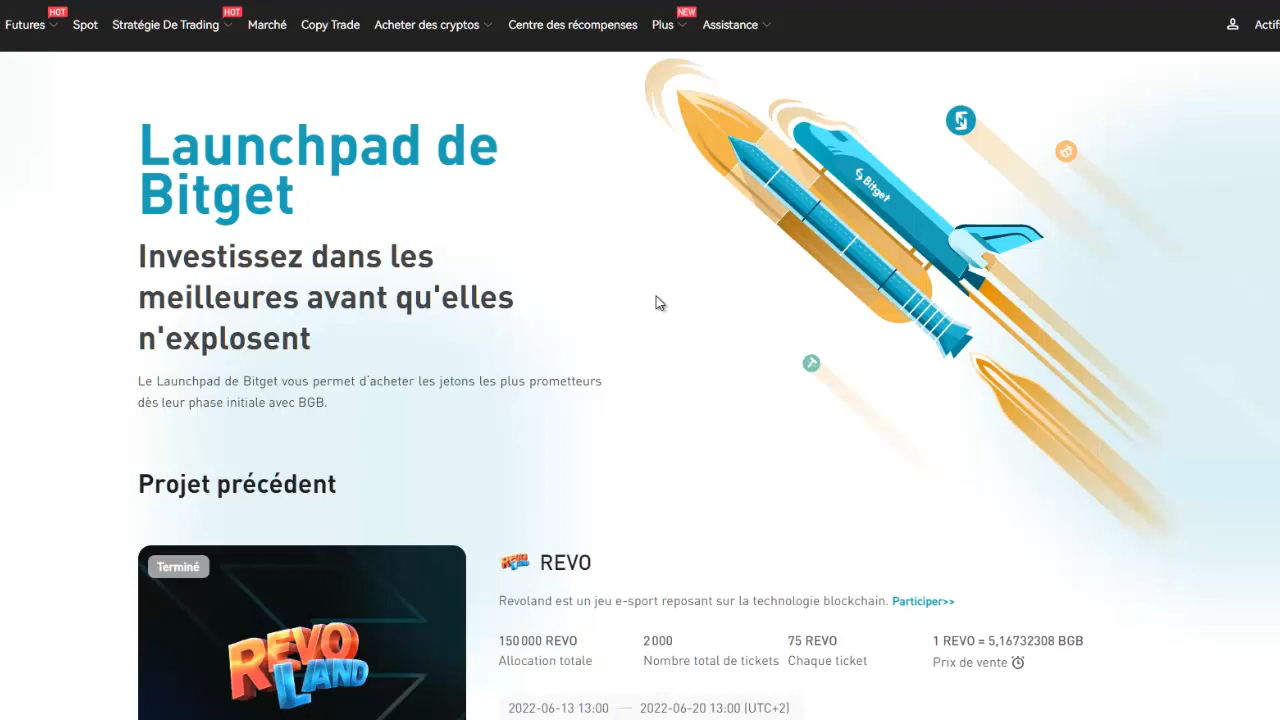 HOT HOT NEW
Futures Spot Stratégie De Trading Marché Copy Trade Acheter des cryptos Centre des récompenses Plus Assistance Actif
Launchpad de
Bitget
Investissez dans les
meilleures avant qu'elles
n'explosent
Le Launchpad de Bitget vous permet d'acheter les jetons les plus prometteurs
dès leur phase initiale avec BGB.
Bitget
Projet précédent
Terminé
REVO
LAND
REVO LAND REVO
Revoland est un jeu e-sport reposant sur la technologie blockchain. Participer>>
150 000 REVO 2 000 75 REVO 1 REVO = 5,16732308 BGB
Allocation totale Nombre total de tickets Chaque ticket Prix de vente
2022-06-13 13:00 — 2022-06-20 13:00 (UTC+2)